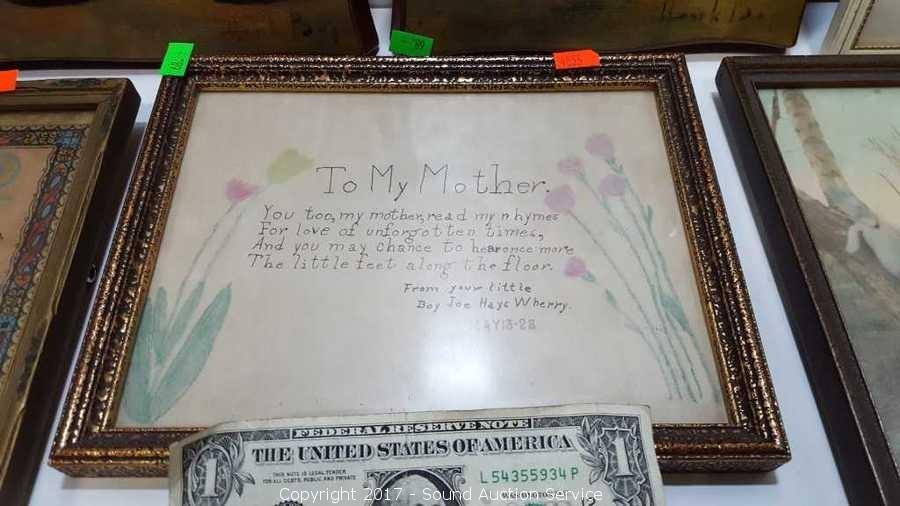 To My Mother.
You too, my mother, read my rhymes
For love of unforgotten times,
And you may chance to hear once more
The little feet along the floor.
From your little
Boy Joe Hays Wherry.
MAY 13-28
FEDERAL RESERVE NOTE
THE UNITED STATES OF AMERICA
THIS NOTE IS LEGAL TENDER
FOR ALL DEBTS, PUBLIC AND PRIVATE
L 54355934 P
1
1
Copyright 2017 - Sound Auction Service